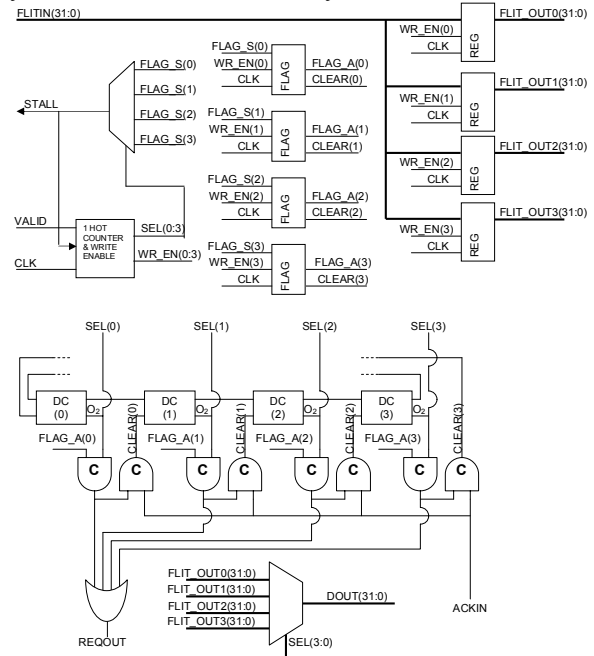 FLITIN(31:0)
FLIT_OUT0(31:0)
WR_EN(0)
CLK
REG
FLIT_OUT1(31:0)
WR_EN(1)
CLK
REG
FLIT_OUT2(31:0)
WR_EN(2)
CLK
REG
FLIT_OUT3(31:0)
WR_EN(3)
CLK
REG
FLAG_S(0)
FLAG_S(1)
FLAG_S(2)
FLAG_S(3)
STALL
VALID
CLK
1 HOT
COUNTER
& WRITE
ENABLE
SEL(0:3)
WR_EN(0:3)
FLAG_S(0)
WR_EN(0)
CLK
FLAG
FLAG_A(0)
CLEAR(0)
FLAG_S(1)
WR_EN(1)
CLK
FLAG
FLAG_A(1)
CLEAR(1)
FLAG_S(2)
WR_EN(2)
CLK
FLAG
FLAG_A(2)
CLEAR(2)
FLAG_S(3)
WR_EN(3)
CLK
FLAG
FLAG_A(3)
CLEAR(3)
SEL(0) SEL(1) SEL(2) SEL(3)
DC
(0)
O2
DC
(1)
O2
DC
(2)
O2
DC
(3)
O2
CLEAR(0)
CLEAR(1)
CLEAR(2)
CLEAR(3)
FLAG_A(0) FLAG_A(1) FLAG_A(2) FLAG_A(3)
C C C C C C C C
FLIT_OUT0(31:0)
FLIT_OUT1(31:0)
FLIT_OUT2(31:0)
FLIT_OUT3(31:0)
DOUT(31:0)
ACKIN
REQOUT
SEL(3:0)